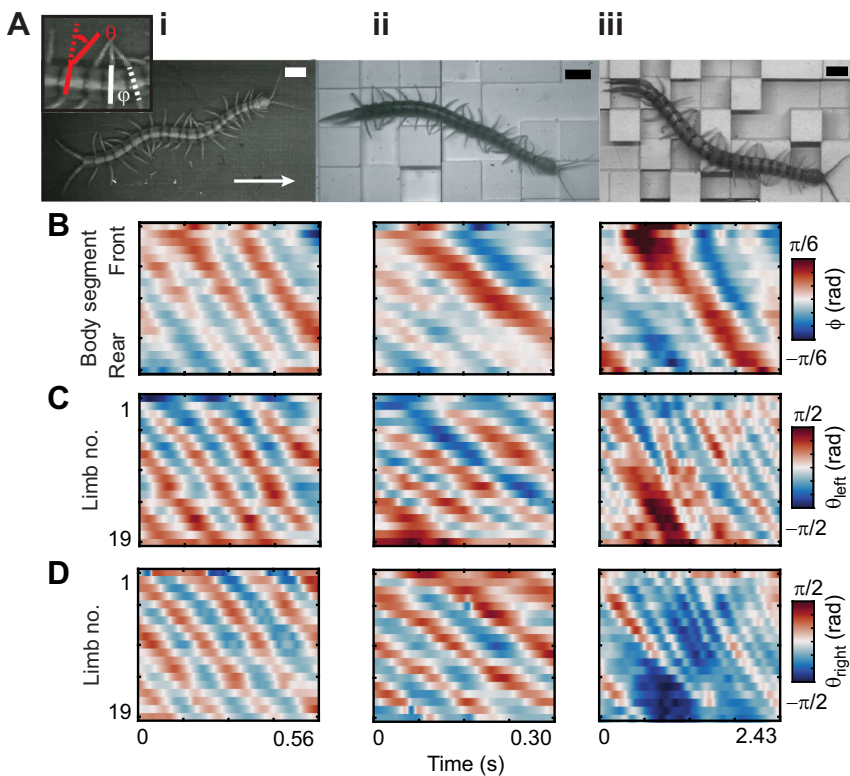 A
i
ii
iii
θ
φ
B
Body segment
Front
Rear
π/6
ϕ (rad)
−π/6
C
Limb no.
1
19
π/2
θleft (rad)
−π/2
D
Limb no.
1
19
π/2
θright (rad)
−π/2
0
0.56
0
0.30
0
2.43
Time (s)